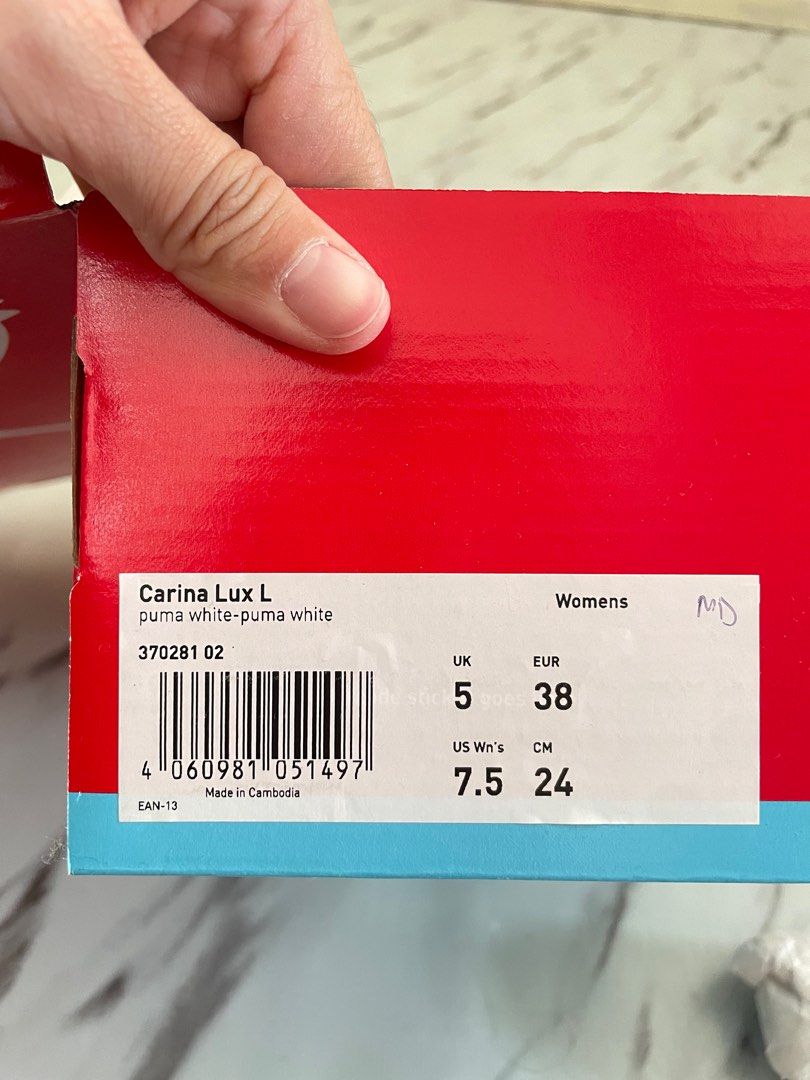 Carina Lux L
puma white-puma white
Womens
MD
370281 02
UK EUR
5 38
US Wn's CM
7.5 24
4 060981 051497
Made in Cambodia
EAN-13